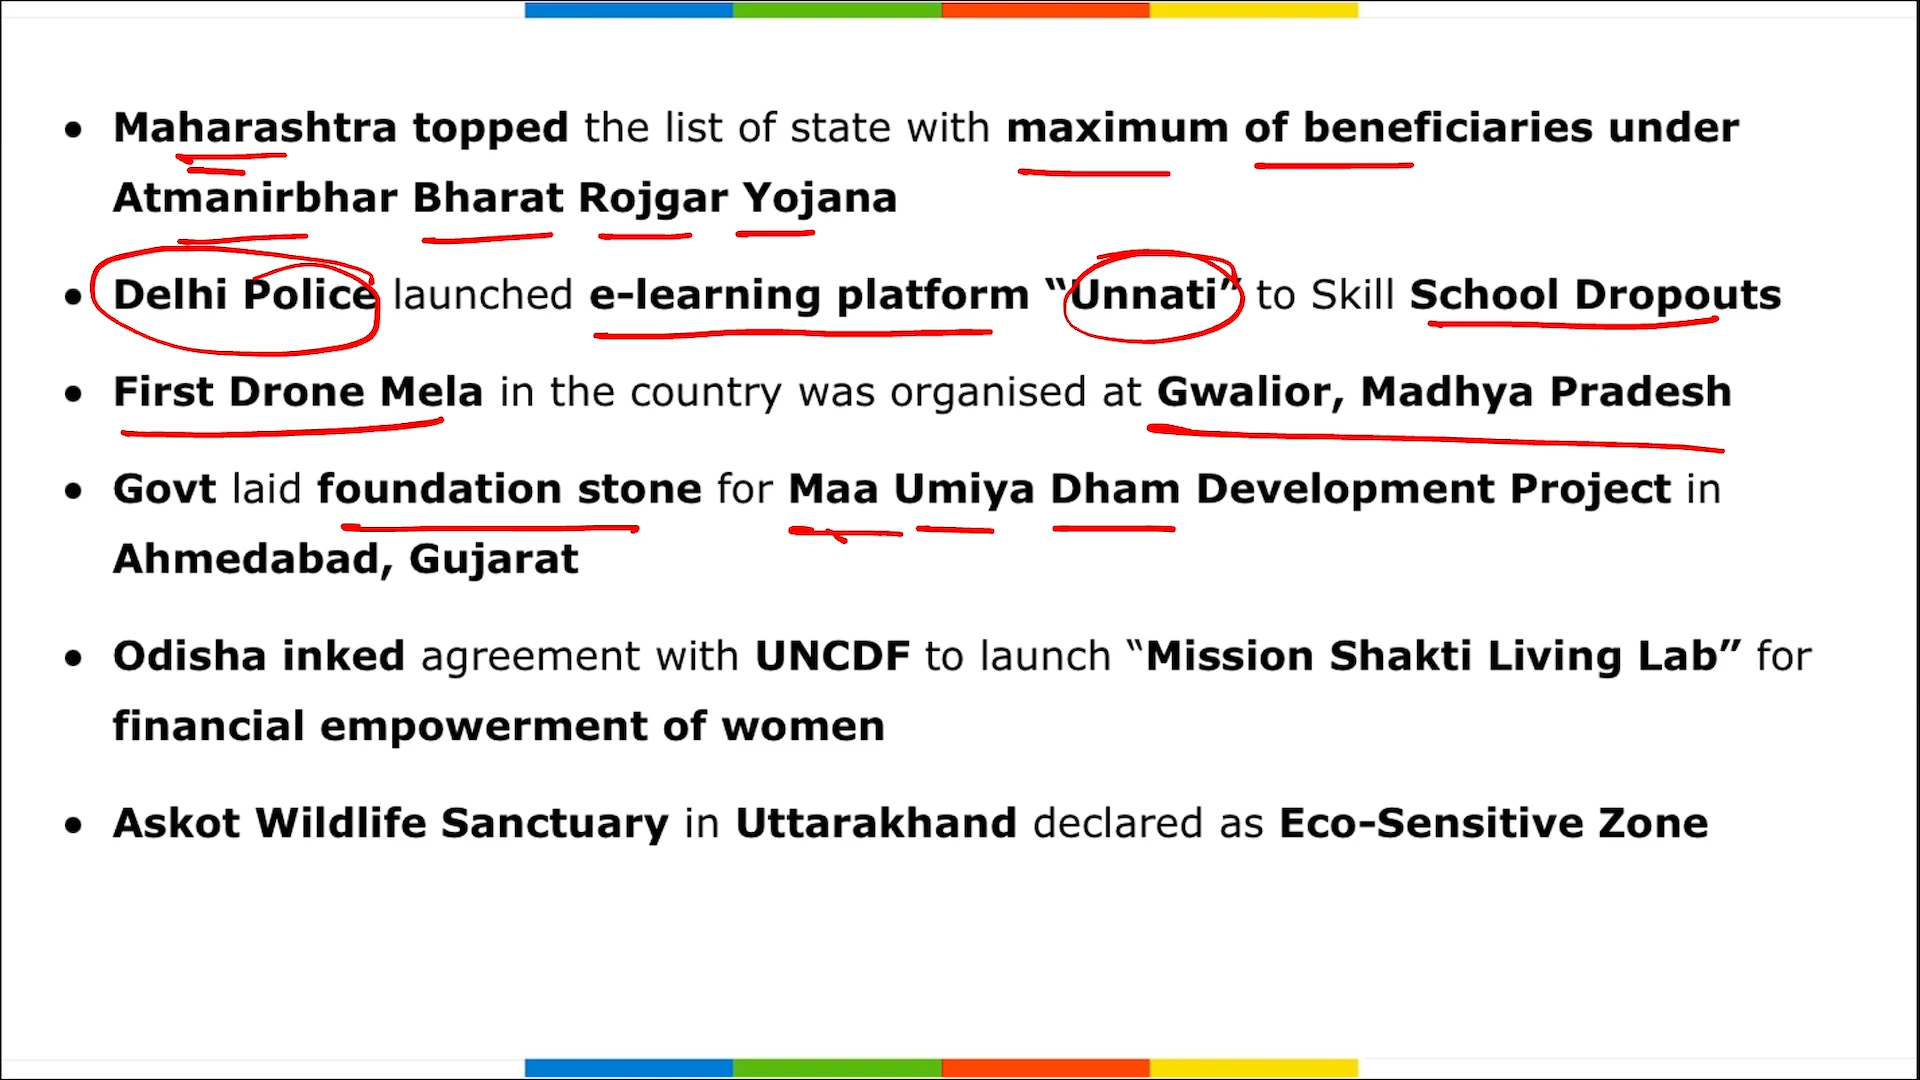 • Maharashtra topped the list of state with maximum of beneficiaries under
Atmanirbhar Bharat Rojgar Yojana
• Delhi Police launched e-learning platform “Unnati” to Skill School Dropouts
• First Drone Mela in the country was organised at Gwalior, Madhya Pradesh
• Govt laid foundation stone for Maa Umiya Dham Development Project in
Ahmedabad, Gujarat
• Odisha inked agreement with UNCDF to launch “Mission Shakti Living Lab” for
financial empowerment of women
• Askot Wildlife Sanctuary in Uttarakhand declared as Eco-Sensitive Zone